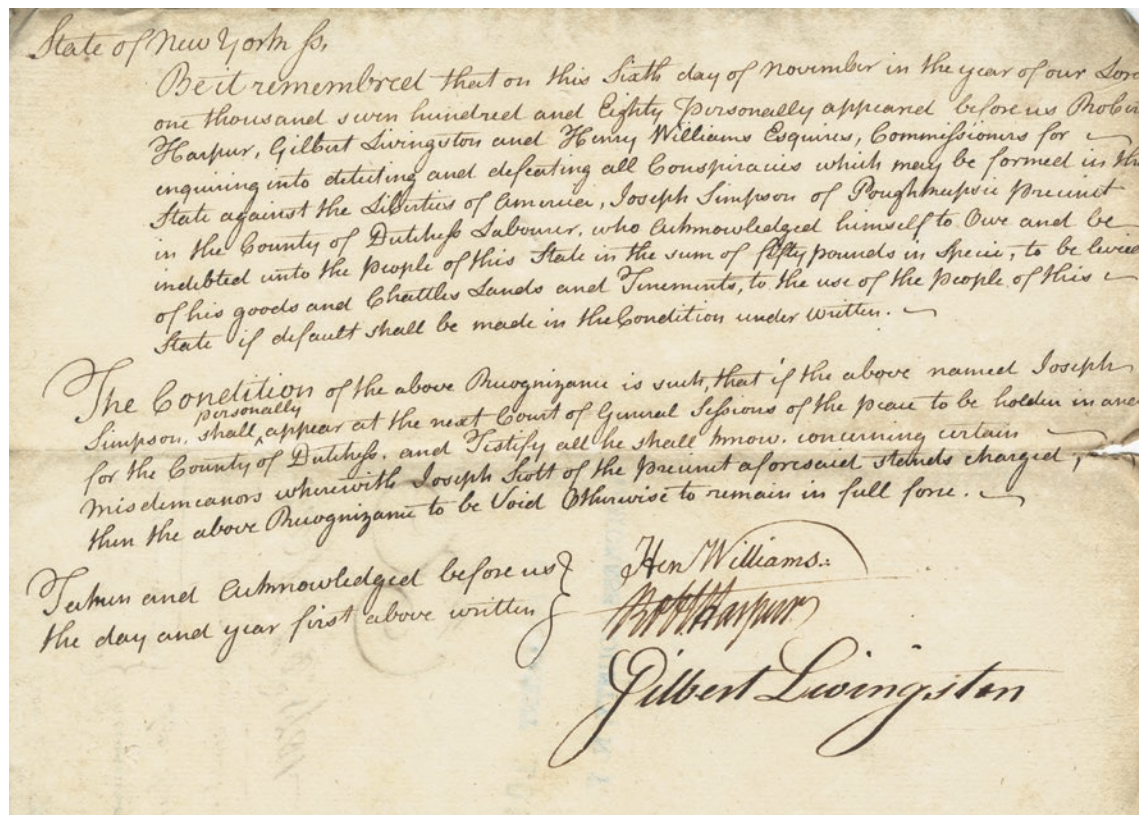 State of New York ss.
Be it remembred that on this Sixth day of November in the year of our Lord
one thousand seven hundred and Eighty Personally appeared before us Rober
Harpur, Gilbert Livingston and Henry Williams Esquires, Commissioners for
enquiring into detecting and defeating all Conspiracies which may be formed in the
State against the Liberties of America, Joseph Simpson of Poughkeepsie Precinct
in the County of Dutchess Labourer, who Acknowledged himself to Owe and be
indebted unto the People of this State in the sum of fifty pounds in Specie, to be levied
of his goods and Chattles Lands and Tenements, to the use of the People of this
State if default shall be made in the Condition under written.
The Condition of the above Recognizance is such, that if the above named Joseph
Simpson, shall personally appear at the next Court of General Sessions of the Peace to be holden in and
for the County of Dutchess, and Testify all he shall know, concerning certain
misdemeanors wherewith Joseph Scott of the Precinct aforesaid stands charged,
then the above Recognizance to be Void Otherwise to remain in full force.
Taken and Acknowledged before us
the day and year first above written
Hen Williams.
Robt Harpur
Gilbert Livingston